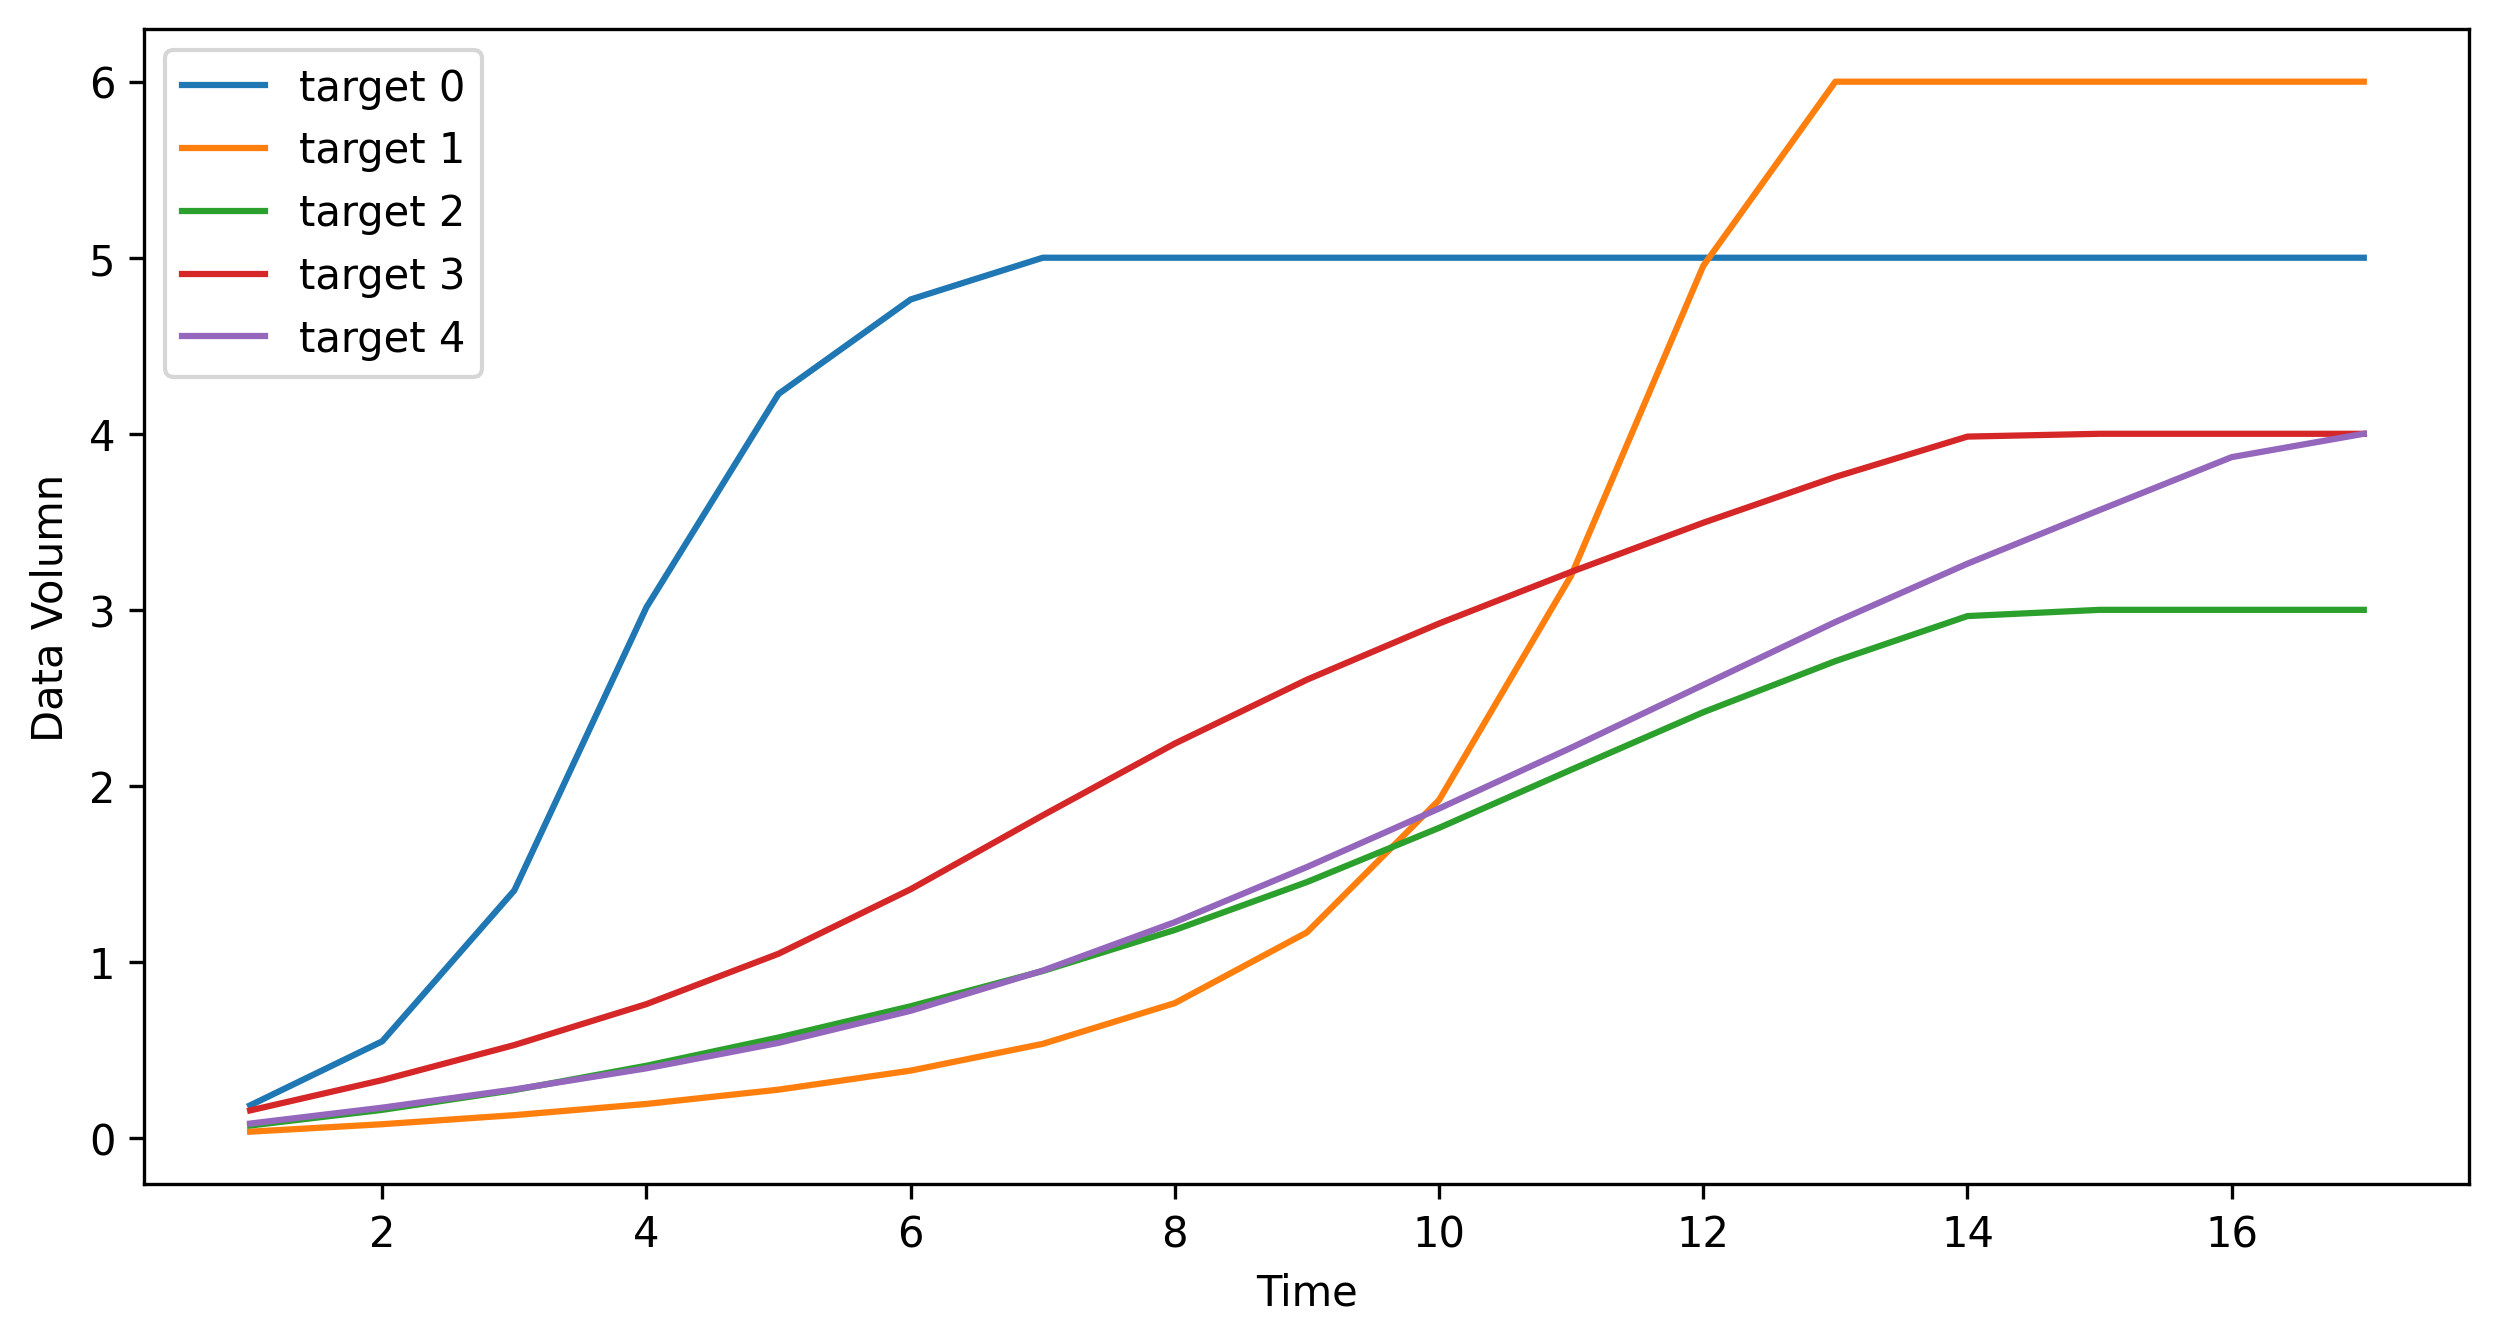 target 0
target 1
target 2
target 3
target 4
6
5
4
3
2
1
0
Data Volumn
2 4 6 8 10 12 14 16
Time